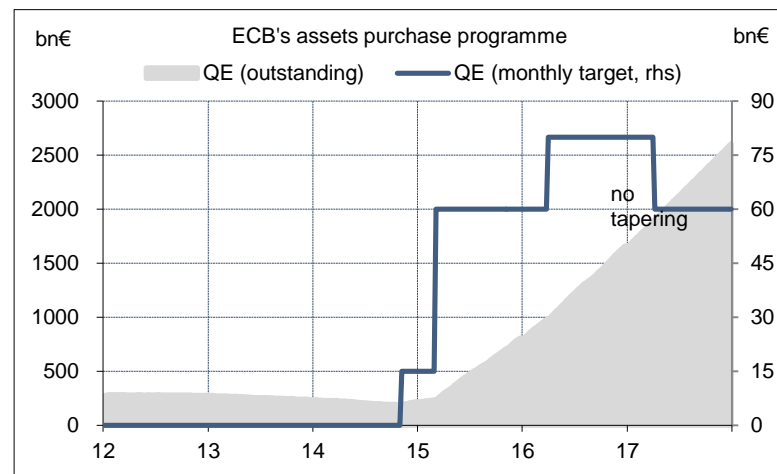 bn€ ECB's assets purchase programme bn€
QE (outstanding) QE (monthly target, rhs)
3000 90
2500 75
no
2000 tapering 60
1500 45
1000 30
500 15
0 0
12 13 14 15 16 17